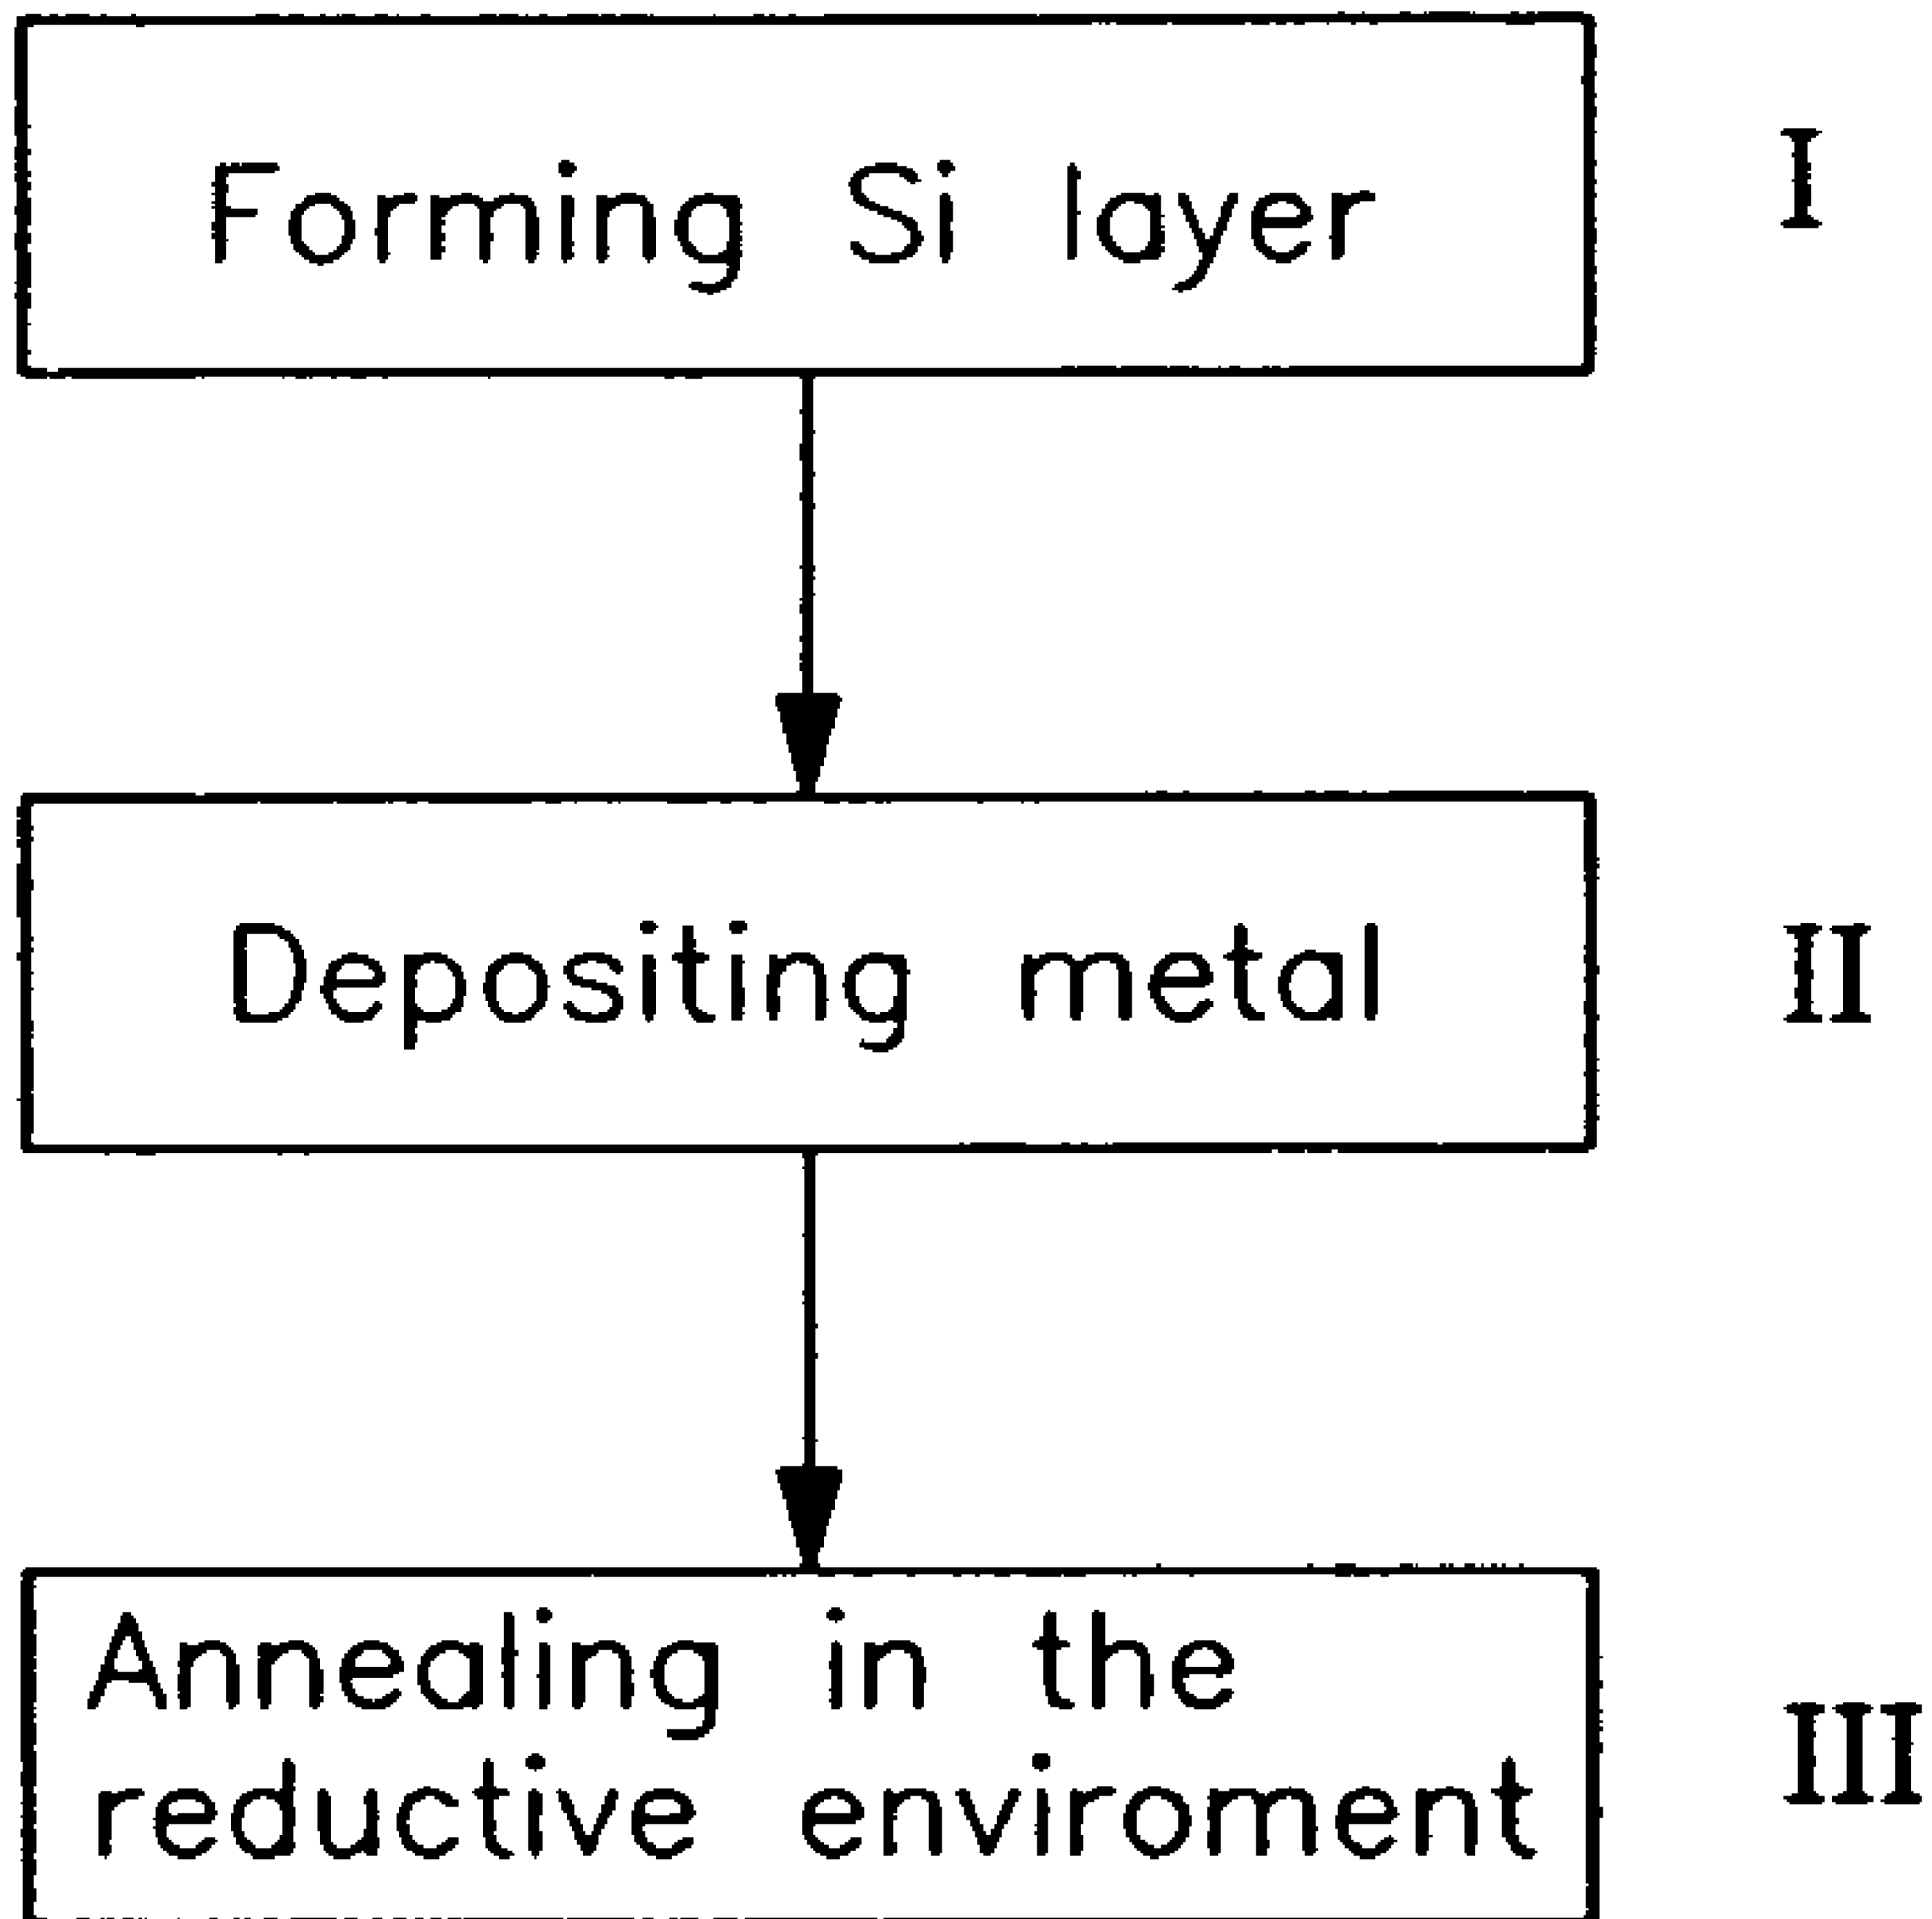 Forming Si layer
I
Depositing metal
II
Annealing in the
reductive enviroment
III